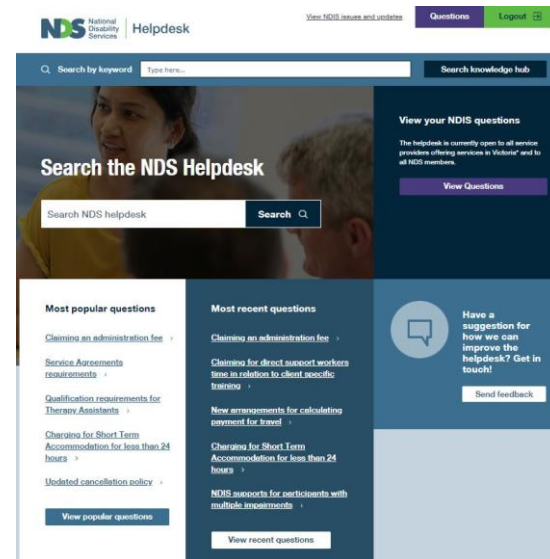 NDS National
Disability
Services
Helpdesk
View NDIS issues and updates
Questions
Logout
Search by keyword
Type here...
Search knowledge hub
Search the NDS Helpdesk
Search NDS helpdesk
Search
View your NDIS questions
The helpdesk is currently open to all service
providers offering services in Victoria* and to
all NDS members.
View Questions
Most popular questions
Claiming an administration fee
Service Agreements
requirements
Qualification requirements for
Therapy Assistants
Charging for Short Term
Accommodation for less than 24
hours
Updated cancellation policy
View popular questions
Most recent questions
Claiming an administration fee
Claiming for direct support workers
time in relation to client specific
training
New arrangements for calculating
payment for travel
Charging for Short Term
Accommodation for less than 24
hours
NDIS supports for participants with
multiple impairments
View recent questions
Have a
suggestion for
how we can
improve the
helpdesk? Get in
touch!
Send feedback